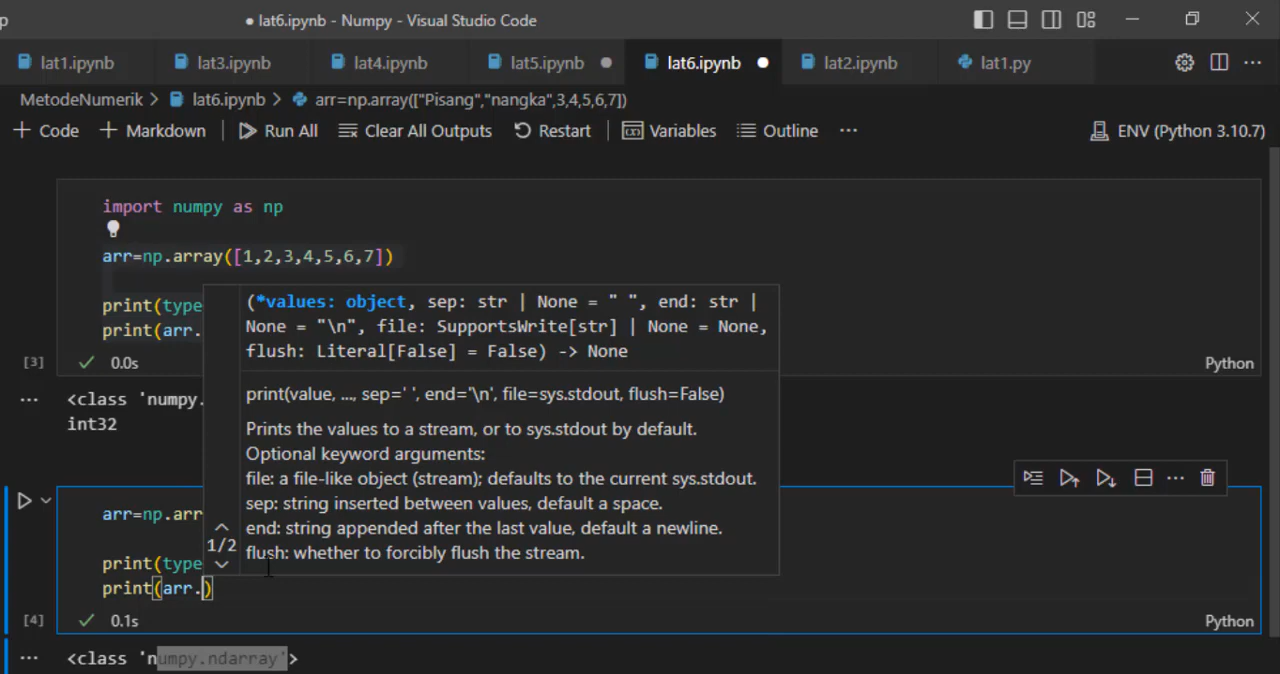 p
● lat6.ipynb - Numpy - Visual Studio Code
lat1.ipynb lat3.ipynb lat4.ipynb lat5.ipynb ● lat6.ipynb ● lat2.ipynb lat1.py
MetodeNumerik > lat6.ipynb > arr=np.array(["Pisang","nangka",3,4,5,6,7])
+ Code + Markdown Run All Clear All Outputs Restart Variables Outline ··· ENV (Python 3.10.7)
import numpy as np
arr=np.array([1,2,3,4,5,6,7])
print(type
print(arr.
[3] ✓ 0.0s Python
··· <class 'numpy.
int32
(*values: object, sep: str | None = " ", end: str |
None = "\n", file: SupportsWrite[str] | None = None,
flush: Literal[False] = False) -> None
print(value, ..., sep=' ', end='\n', file=sys.stdout, flush=False)
Prints the values to a stream, or to sys.stdout by default.
Optional keyword arguments:
file: a file-like object (stream); defaults to the current sys.stdout.
sep: string inserted between values, default a space.
end: string appended after the last value, default a newline.
1/2 flush: whether to forcibly flush the stream.
arr=np.arr
print(type
print(arr.)
[4] ✓ 0.1s Python
··· <class 'numpy.ndarray'>